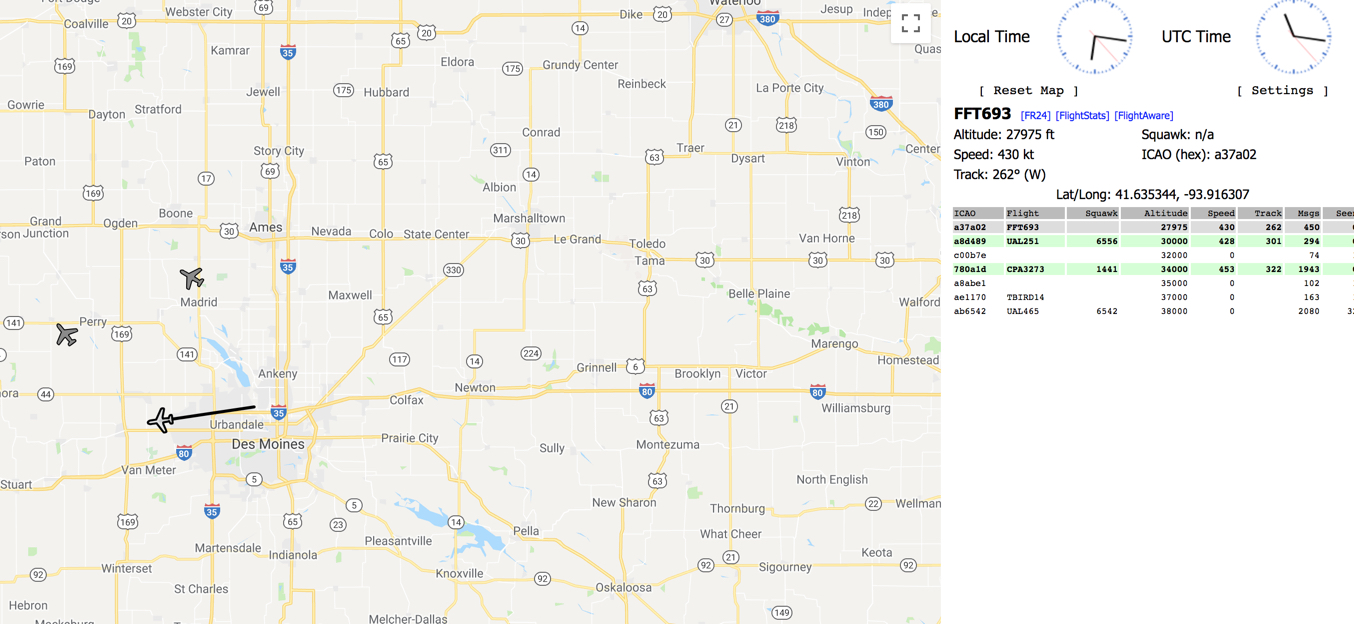 Webster City
69
Coalville
20
Dike
20
27
380
Jesup
14
20
65
Kamrar
35
169
Eldora
175
Grundy Center
Reinbeck
La Porte City
Jewell
175
Hubbard
380
Gowrie
Dayton
Stratford
Conrad
21
218
150
Story City
311
63
Traer
Dysart
Vinton
Center
Paton
65
69
14
17
Albion
169
Boone
218
Grand
Junction
Ogden
30
Ames
Nevada
Colo
State Center
Marshalltown
30
Le Grand
Toledo
Tama
30
Van Horne
30
30
35
330
63
Madrid
Maxwell
Belle Plaine
Walford
141
Perry
169
65
Marengo
141
117
14
224
Grinnell
6
Brooklyn
Victor
Homestead
Ankeny
Newton
80
80
44
Colfax
21
Williamsburg
35
63
Urbandale
Des Moines
Prairie City
Sully
Montezuma
80
Van Meter
5
63
North English
Stuart
5
New Sharon
Thornburg
22
Wellman
35
169
65
23
14
Pella
What Cheer
Pleasantville
Martensdale
Indianola
21
Keota
92
Winterset
Knoxville
92
92
Sigourney
92
St Charles
Oskaloosa
Hebron
149
Melcher-Dallas
Local Time
UTC Time
[ Reset Map ]
[ Settings ]
FFT693 [FR24] [FlightStats] [FlightAware]
Altitude: 27975 ft Squawk: n/a
Speed: 430 kt ICAO (hex): a37a02
Track: 262° (W)
Lat/Long: 41.635344, -93.916307
ICAO Flight Squawk Altitude Speed Track Msgs
a37a02 FFT693 27975 430 262 450
a8d489 UAL251 6556 30000 428 301 294
c00b7e 32000 0 74
780a1d CPA3273 1441 34000 453 322 1943
a8abe1 35000 0 102
ae1170 TBIRD14 37000 0 163
ab6542 UAL465 6542 38000 0 2080